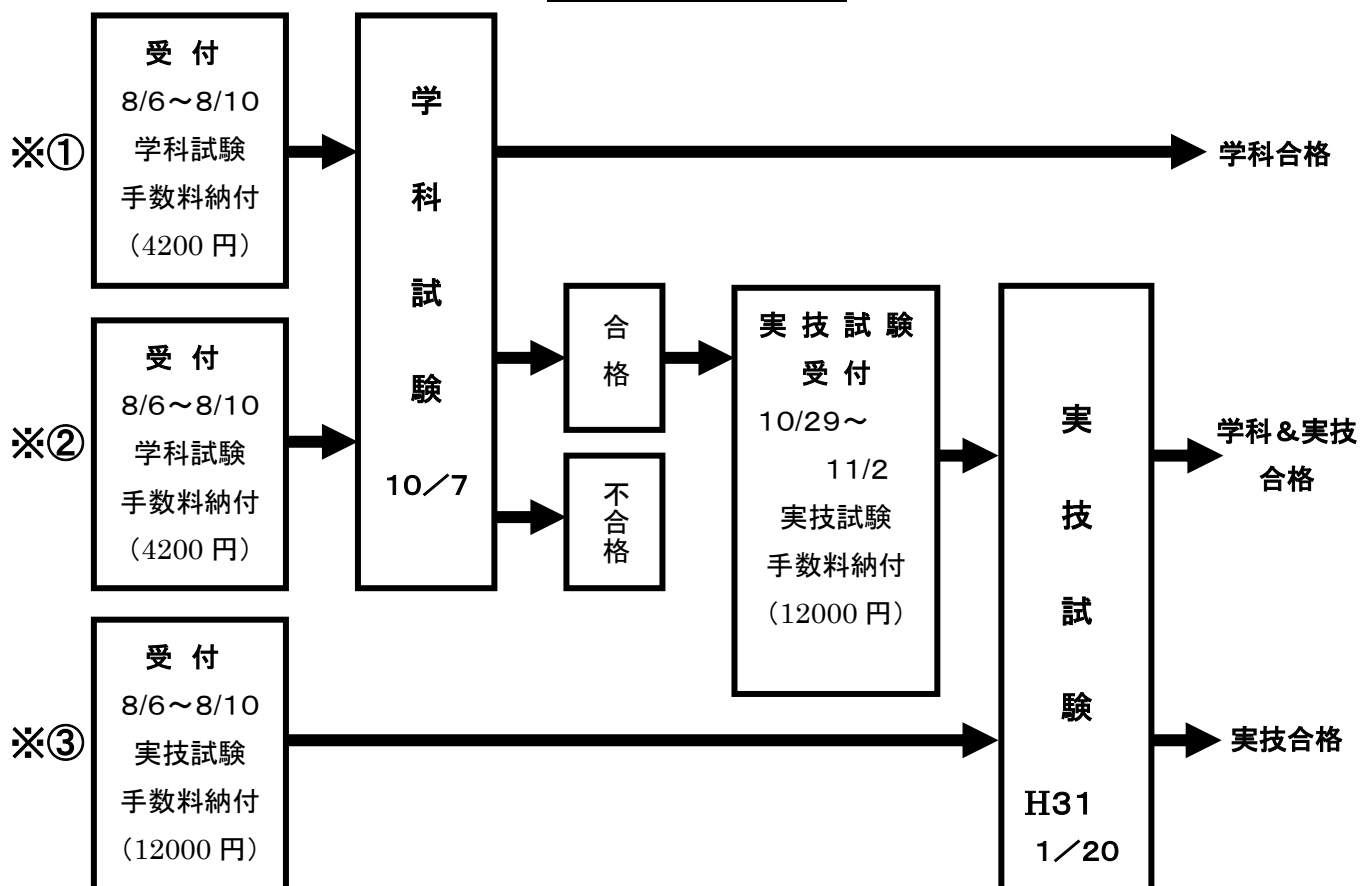 ※①
受 付
8/6~8/10
学科試験
手数料納付
(4200 円)
※②
受 付
8/6~8/10
学科試験
手数料納付
(4200 円)
※③
受 付
8/6~8/10
実技試験
手数料納付
(12000 円)
学
科
試
験
10/7
合
格
不
合
格
実 技 試 験
受 付
10/29~
11/2
実技試験
手数料納付
(12000 円)
実
技
試
験
H31
1/20
学科合格
学科&実技
合格
実技合格